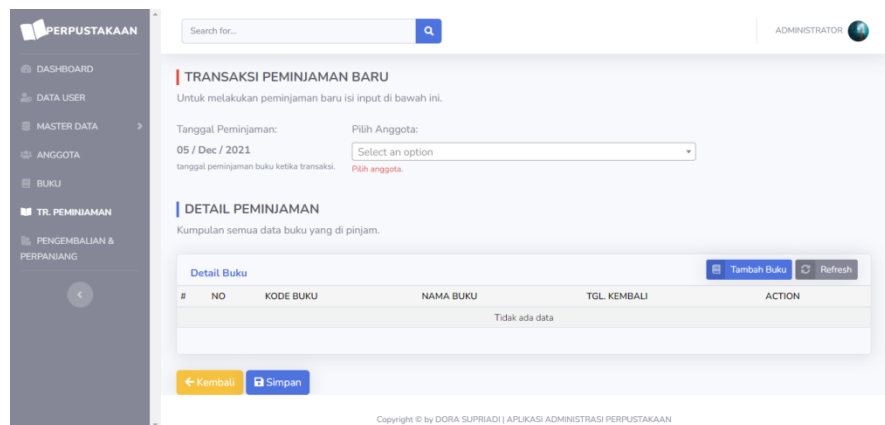 PERPUSTAKAAN
Search for...
ADMINISTRATOR
DASHBOARD
DATA USER
MASTER DATA
ANGGOTA
BUKU
TR. PEMINJAMAN
PENGEMBALIAN &
PERPANJANG
TRANSAKSI PEMINJAMAN BARU
Untuk melakukan peminjaman baru isi input di bawah ini.
Tanggal Peminjaman: Pilih Anggota:
05 / Dec / 2021 Select an option
tanggal peminjaman buku ketika transaksi. Pilih anggota.
DETAIL PEMINJAMAN
Kumpulan semua data buku yang di pinjam.
Detail Buku Tambah Buku Refresh
# NO KODE BUKU NAMA BUKU TGL. KEMBALI ACTION
Tidak ada data
Kembali Simpan
Copyright © by DORA SUPRIADI | APLIKASI ADMINISTRASI PERPUSTAKAAN